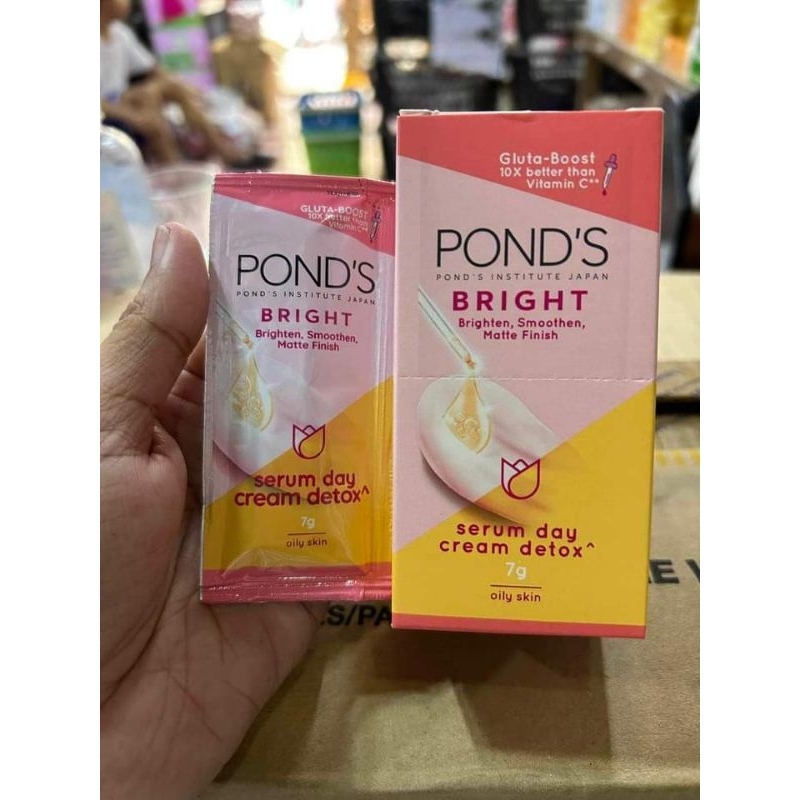 GLUTA-BOOST
10X better than
Vitamin C**
POND'S
POND'S INSTITUTE JAPAN
BRIGHT
Brighten, Smoothen,
Matte Finish
serum day
cream detox^
7g
oily skin
Gluta-Boost
10X better than
Vitamin C**
POND'S
POND'S INSTITUTE JAPAN
BRIGHT
Brighten, Smoothen,
Matte Finish
serum day
cream detox^
7g
oily skin